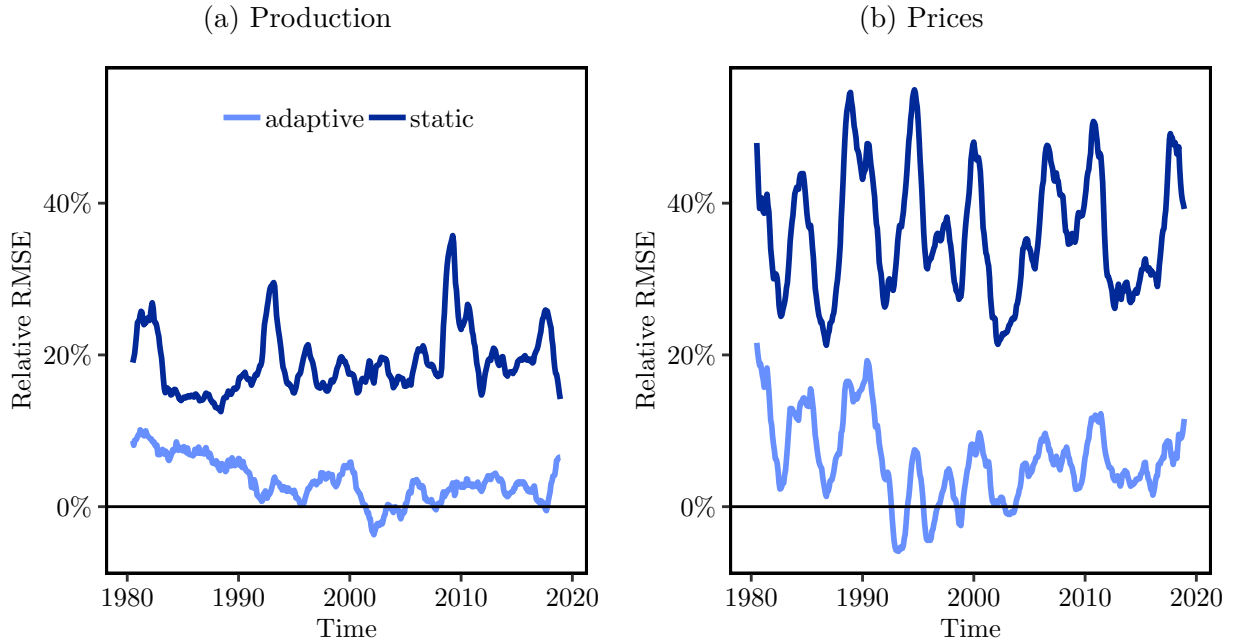 (a) Production
adaptive static
Relative RMSE
40%
20%
0%
1980 1990 2000 2010 2020
Time
(b) Prices
Relative RMSE
40%
20%
0%
1980 1990 2000 2010 2020
Time